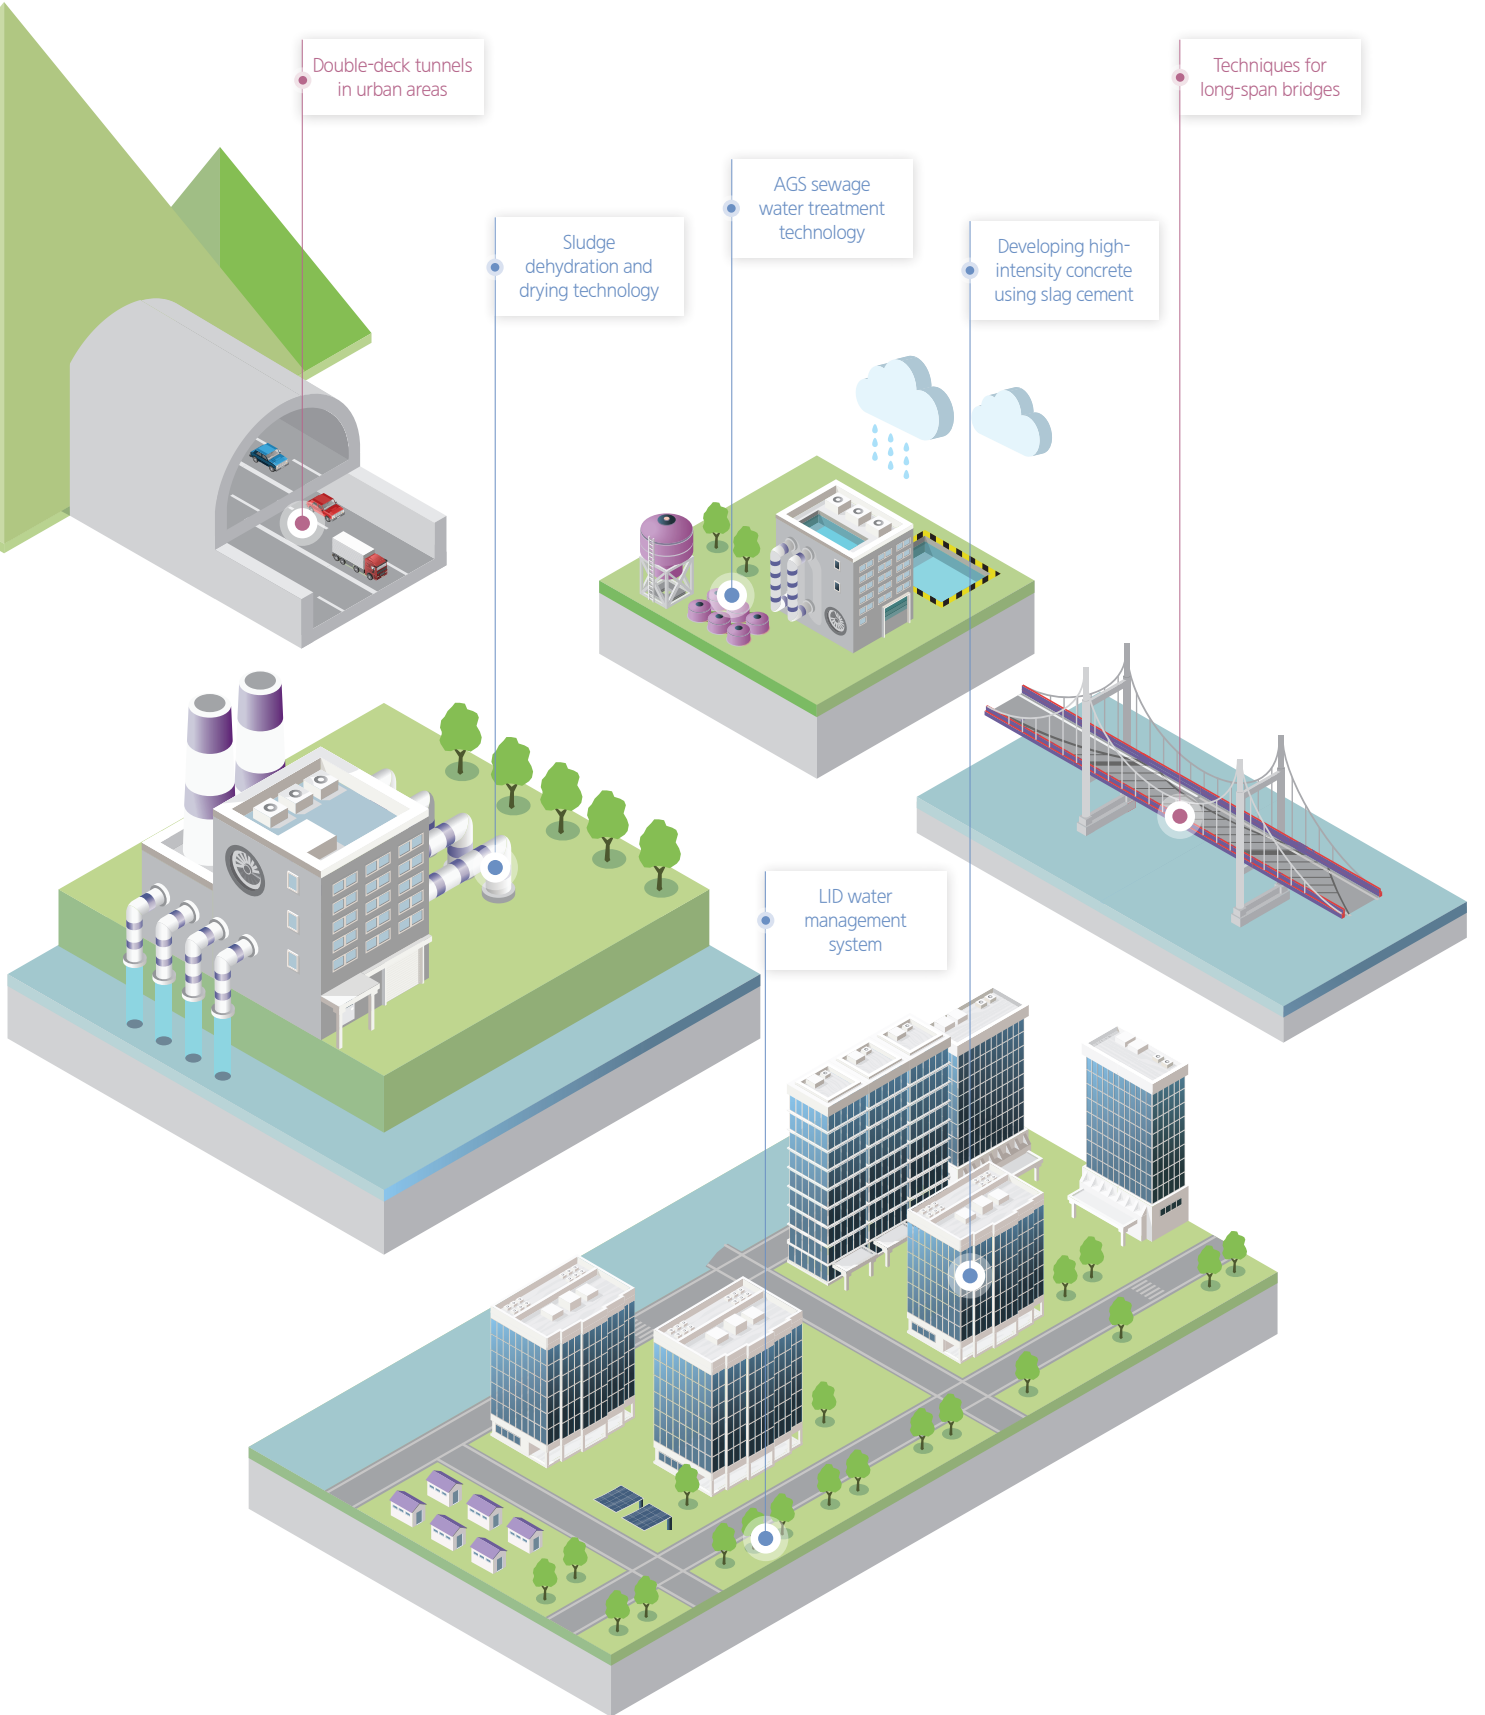 Double-deck tunnels
in urban areas
Techniques for
long-span bridges
AGS sewage
water treatment
technology
Sludge
dehydration and
drying technology
Developing high-
intensity concrete
using slag cement
LID water
management
system